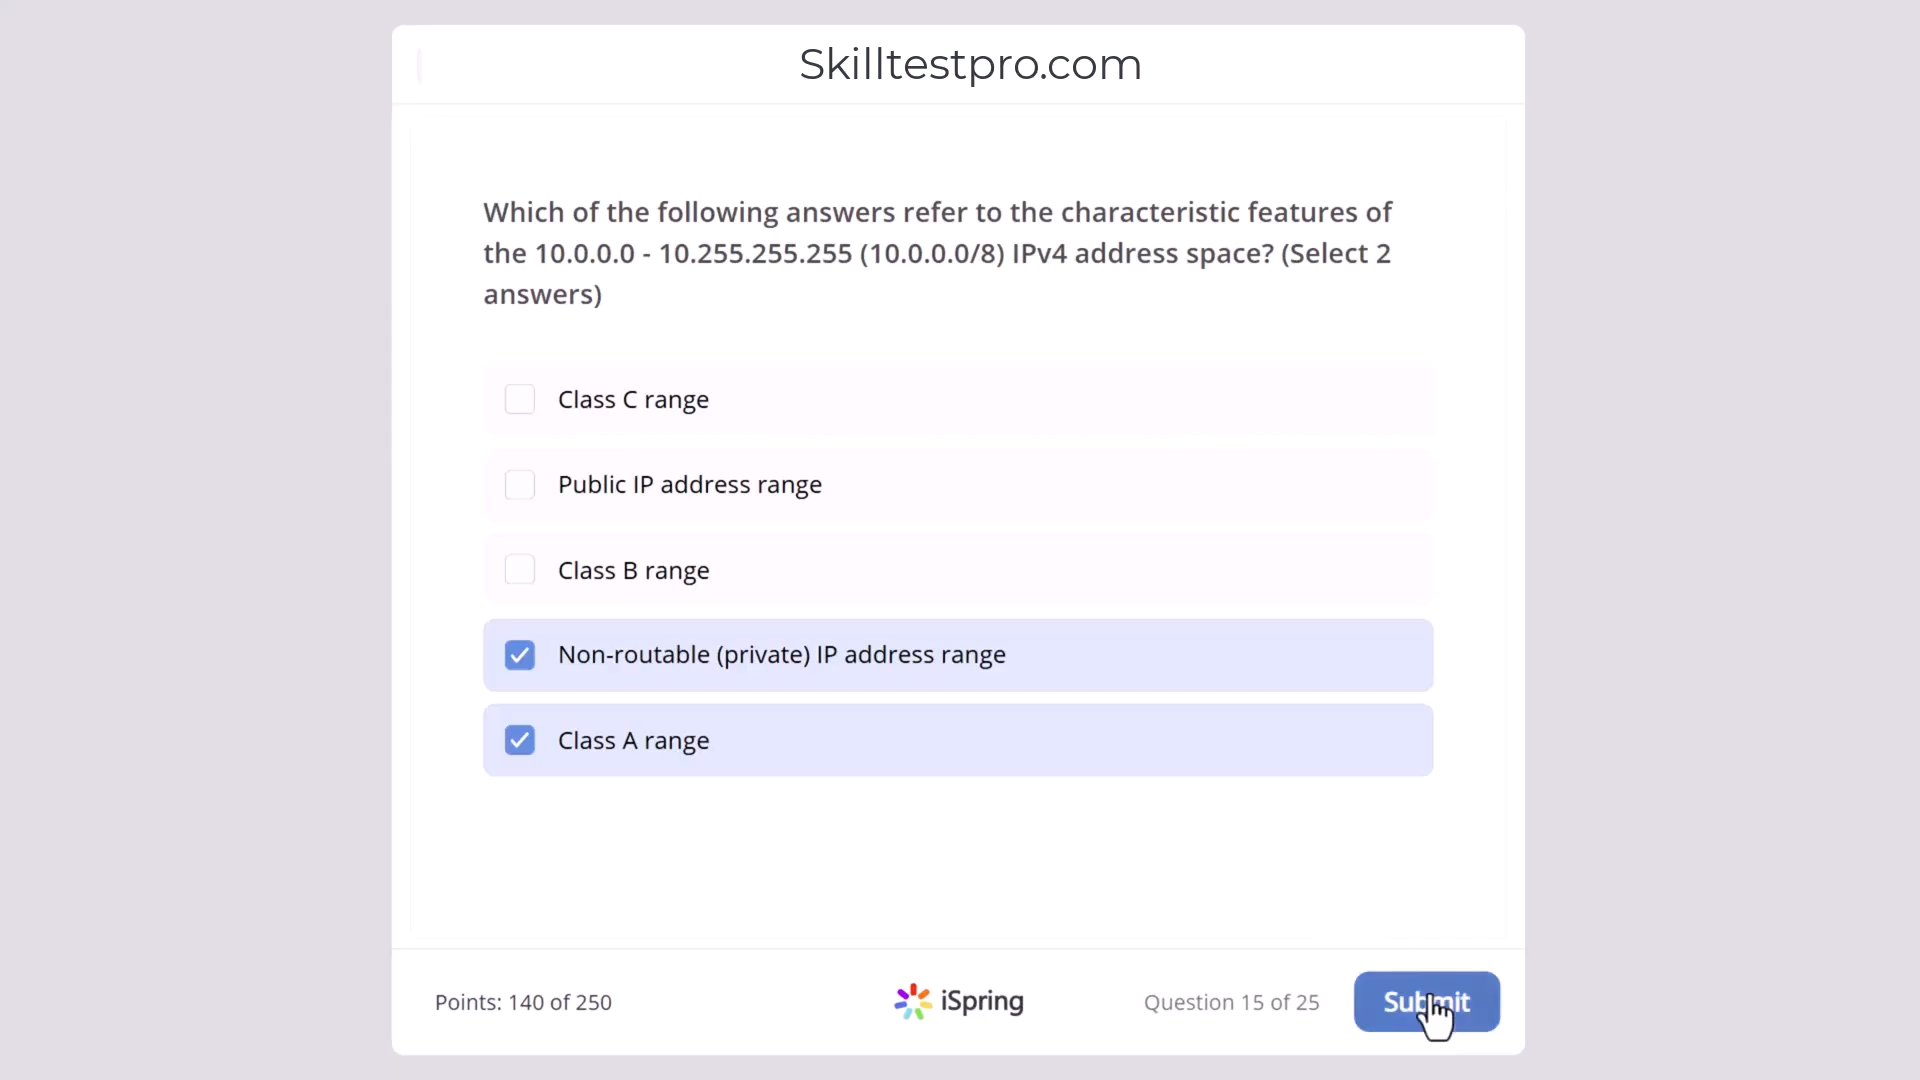 Skilltestpro.com
Which of the following answers refer to the characteristic features of
the 10.0.0.0 - 10.255.255.255 (10.0.0.0/8) IPv4 address space? (Select 2
answers)
Class C range
Public IP address range
Class B range
Non-routable (private) IP address range
Class A range
Points: 140 of 250
iSpring
Question 15 of 25
Submit